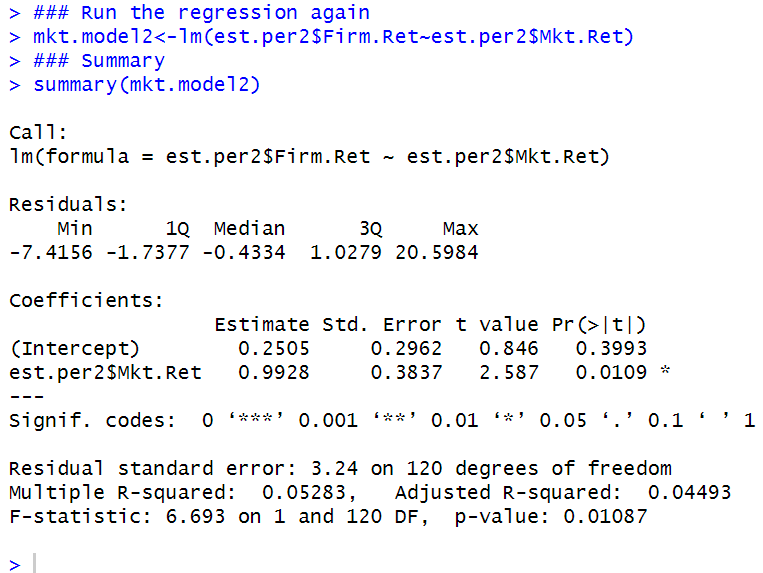 > ### Run the regression again
> mkt.model2<-lm(est.per2$Firm.Ret~est.per2$Mkt.Ret)
> ### Summary
> summary(mkt.model2)
Call:
lm(formula = est.per2$Firm.Ret ~ est.per2$Mkt.Ret)
Residuals:
    Min      1Q  Median      3Q     Max
-7.4156 -1.7377 -0.4334  1.0279 20.5984
Coefficients:
                 Estimate Std. Error t value Pr(>|t|)
(Intercept)        0.2505     0.2962   0.846   0.3993
est.per2$Mkt.Ret   0.9928     0.3837   2.587   0.0109 *
---
Signif. codes:  0 ‘***’ 0.001 ‘**’ 0.01 ‘*’ 0.05 ‘.’ 0.1 ‘ ’ 1
Residual standard error: 3.24 on 120 degrees of freedom
Multiple R-squared:  0.05283,	Adjusted R-squared:  0.04493
F-statistic: 6.693 on 1 and 120 DF,  p-value: 0.01087
>